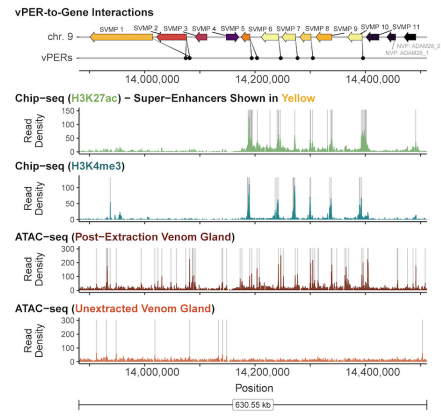 vPER-to-Gene Interactions
SVMP 1 SVMP 2 SVMP 3 SVMP 4 SVMP 5 SVMP 6 SVMP 7 SVMP 8 SVMP 9 SVMP 10 SVMP 11
chr. 9
NVP: ADAM28_2
NVP: ADAM28_1
vPERs
14,000,000 14,200,000 14,400,000
Chip-seq (H3K27ac) – Super-Enhancers Shown in Yellow
Read Density
150
100
50
0
Chip-seq (H3K4me3)
Read Density
100
50
0
ATAC-seq (Post-Extraction Venom Gland)
Read Density
300
200
100
0
ATAC-seq (Unextracted Venom Gland)
Read Density
300
200
100
0
14,000,000 14,200,000 14,400,000
Position
630.55 kb